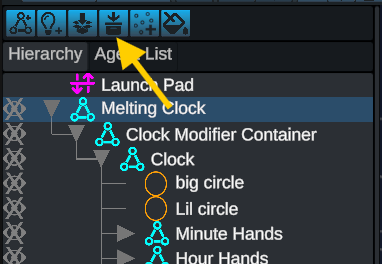 Hierarchy Age List
Launch Pad
Melting Clock
Clock Modifier Container
Clock
big circle
Lil circle
Minute Hands
Hour Hands